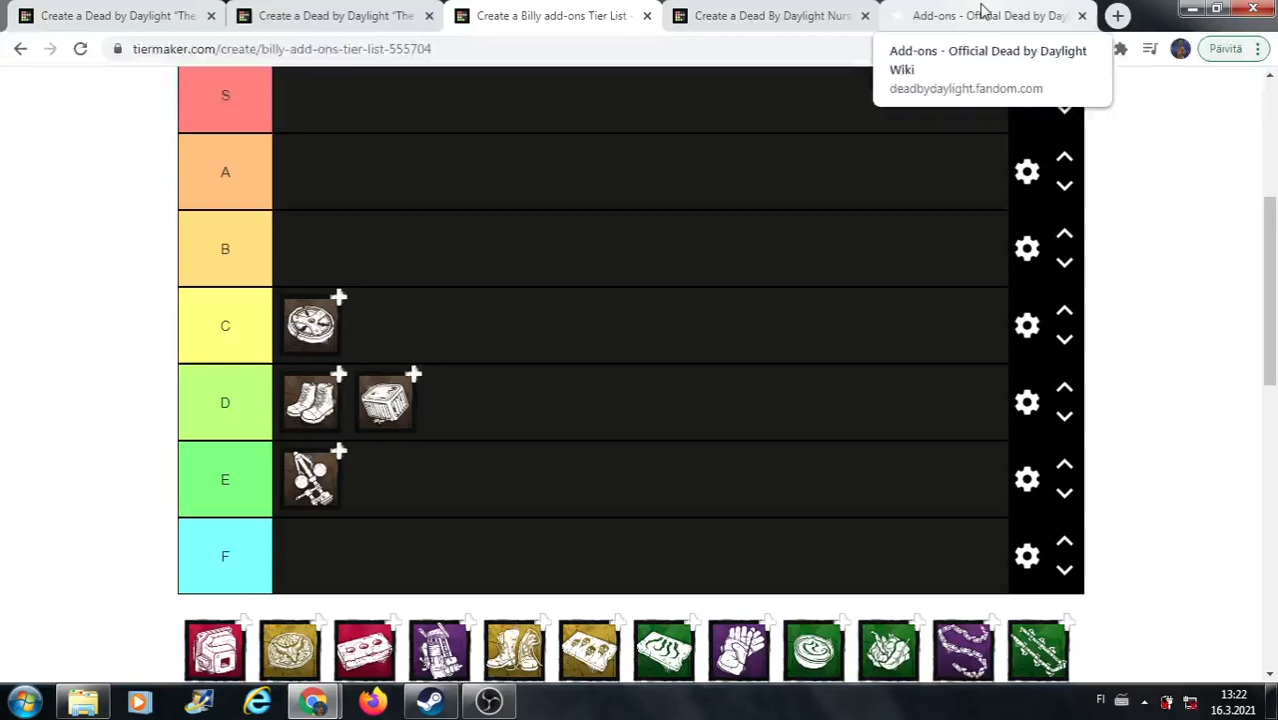 Create a Dead by Daylight "The
Create a Dead by Daylight "The
Create a Billy add-ons Tier List -
Create a Dead By Daylight Nurs
Add-ons - Official Dead by Day
tiermaker.com/create/billy-add-ons-tier-list-555704
Päivitä
Add-ons - Official Dead by Daylight
Wiki
deadbydaylight.fandom.com
S
A
B
C
D
E
F
FI
13:22
16.3.2021